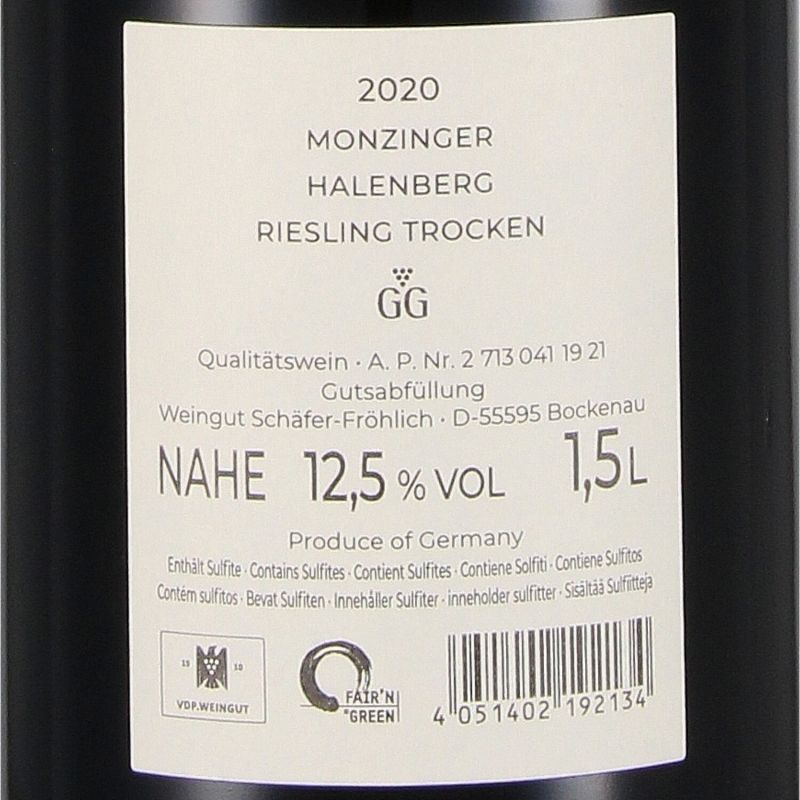 2020
MONZINGER
HALENBERG
RIESLING TROCKEN
GG
Qualitätswein · A. P. Nr. 2 713 041 19 21
Gutsabfüllung
Weingut Schäfer-Fröhlich · D-55595 Bockenau
NAHE 12,5 % VOL 1,5 L
Produce of Germany
Enthält Sulfite · Contains Sulfites · Contient Sulfites · Contiene Solfiti · Contiene Sulfitos
Contém sulfitos · Bevat Sulfiten · Innehåller Sulfiter · inneholder sulfitter · Sisältää Sulfiitteja
19 10
VDP.WEINGUT
FAIR'N
GREEN
4 051402 192134